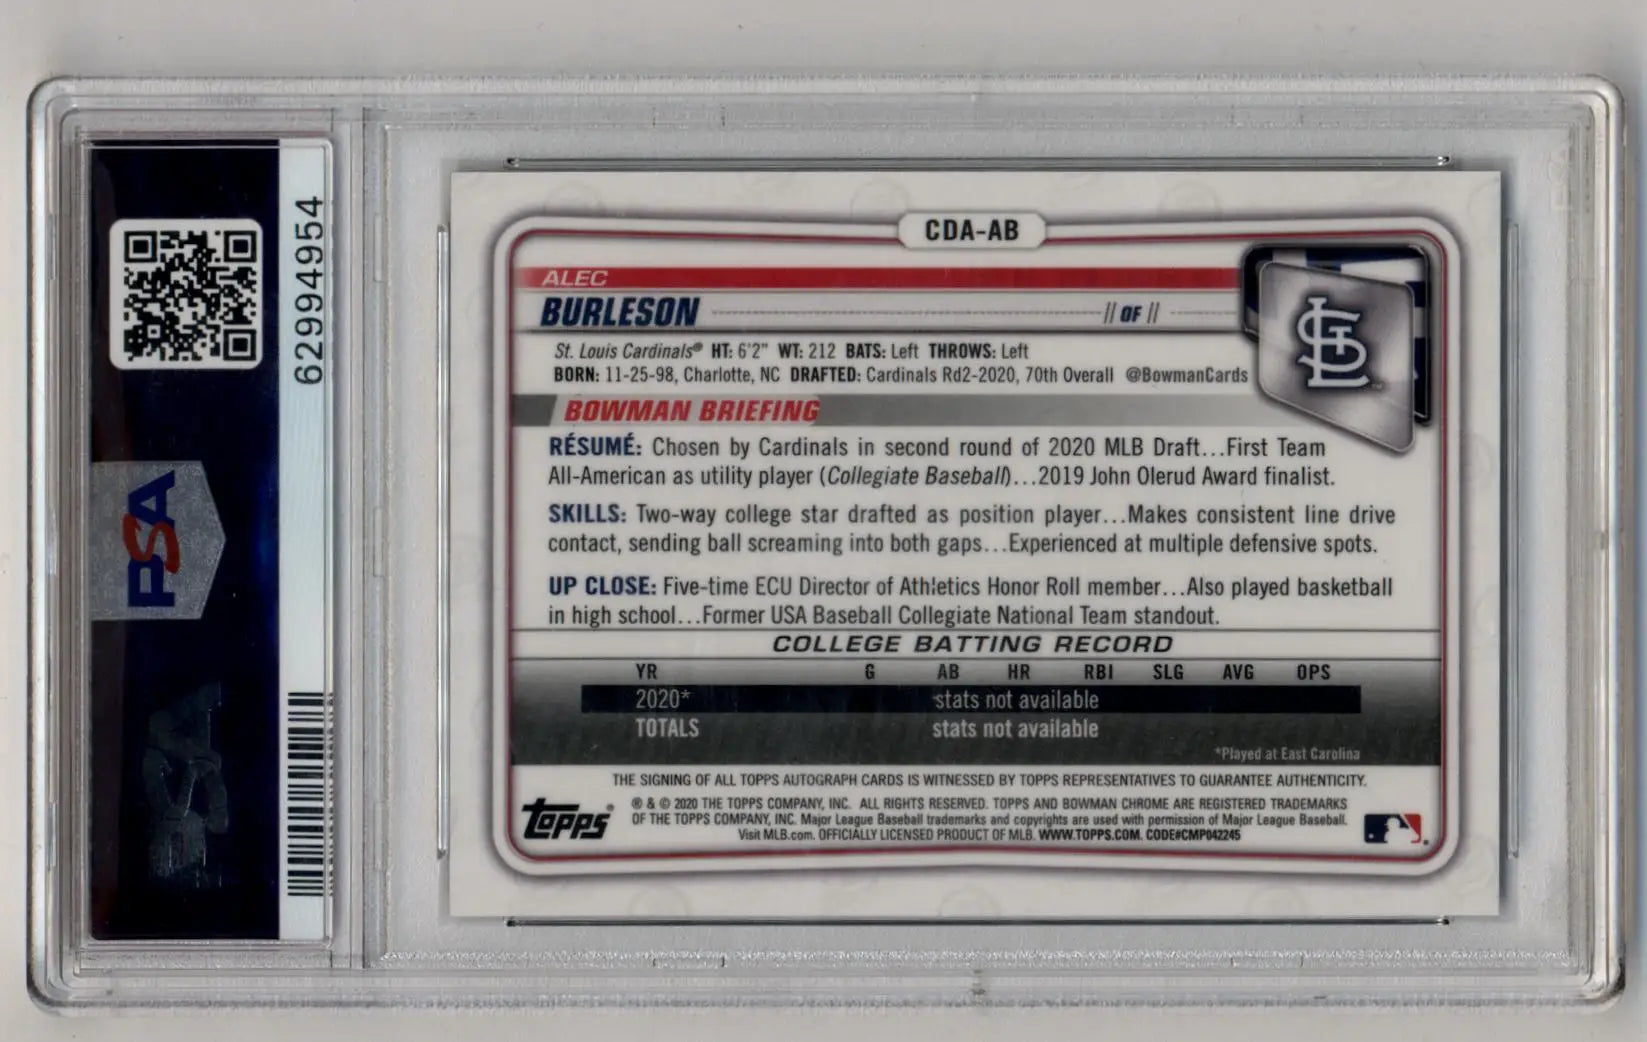 62994954
PSA
CDA-AB
ALEC
BURLESON
// OF //
St. Louis Cardinals® HT: 6'2" WT: 212 BATS: Left THROWS: Left
BORN: 11-25-98, Charlotte, NC DRAFTED: Cardinals Rd2-2020, 70th Overall @BowmanCards
STL
BOWMAN BRIEFING
RÉSUMÉ: Chosen by Cardinals in second round of 2020 MLB Draft...First Team
All-American as utility player (Collegiate Baseball)...2019 John Olerud Award finalist.
SKILLS: Two-way college star drafted as position player...Makes consistent line drive
contact, sending ball screaming into both gaps...Experienced at multiple defensive spots.
UP CLOSE: Five-time ECU Director of Athletics Honor Roll member...Also played basketball
in high school...Former USA Baseball Collegiate National Team standout.
COLLEGE BATTING RECORD
YR G AB HR RBI SLG AVG OPS
2020* stats not available
TOTALS stats not available
*Played at East Carolina
THE SIGNING OF ALL TOPPS AUTOGRAPH CARDS IS WITNESSED BY TOPPS REPRESENTATIVES TO GUARANTEE AUTHENTICITY.
TOPPS®
® & © 2020 THE TOPPS COMPANY, INC. ALL RIGHTS RESERVED. TOPPS AND BOWMAN CHROME ARE REGISTERED TRADEMARKS
OF THE TOPPS COMPANY, INC. Major League Baseball trademarks and copyrights are used with permission of Major League Baseball.
Visit MLB.com. OFFICIALLY LICENSED PRODUCT OF MLB. WWW.TOPPS.COM. CODE#CMP042245